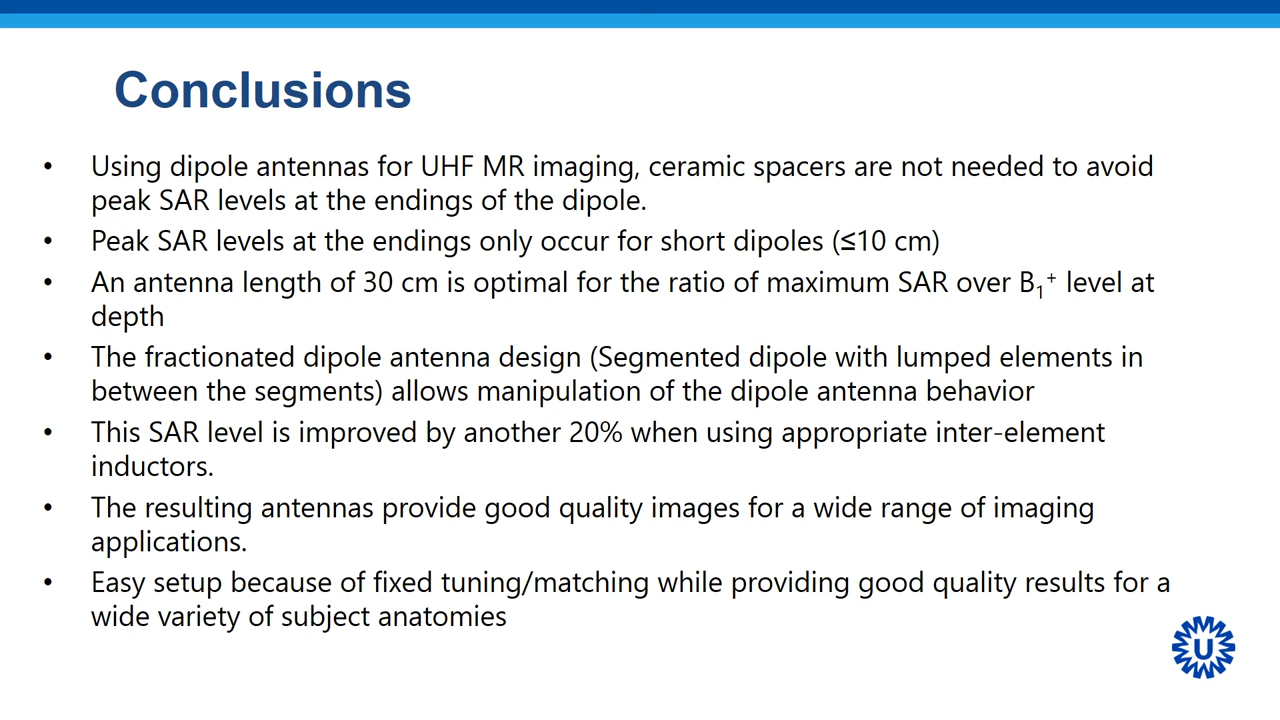 Conclusions
• Using dipole antennas for UHF MR imaging, ceramic spacers are not needed to avoid
peak SAR levels at the endings of the dipole.
• Peak SAR levels at the endings only occur for short dipoles (≤10 cm)
• An antenna length of 30 cm is optimal for the ratio of maximum SAR over B₁⁺ level at
depth
• The fractionated dipole antenna design (Segmented dipole with lumped elements in
between the segments) allows manipulation of the dipole antenna behavior
• This SAR level is improved by another 20% when using appropriate inter-element
inductors.
• The resulting antennas provide good quality images for a wide range of imaging
applications.
• Easy setup because of fixed tuning/matching while providing good quality results for a
wide variety of subject anatomies
U